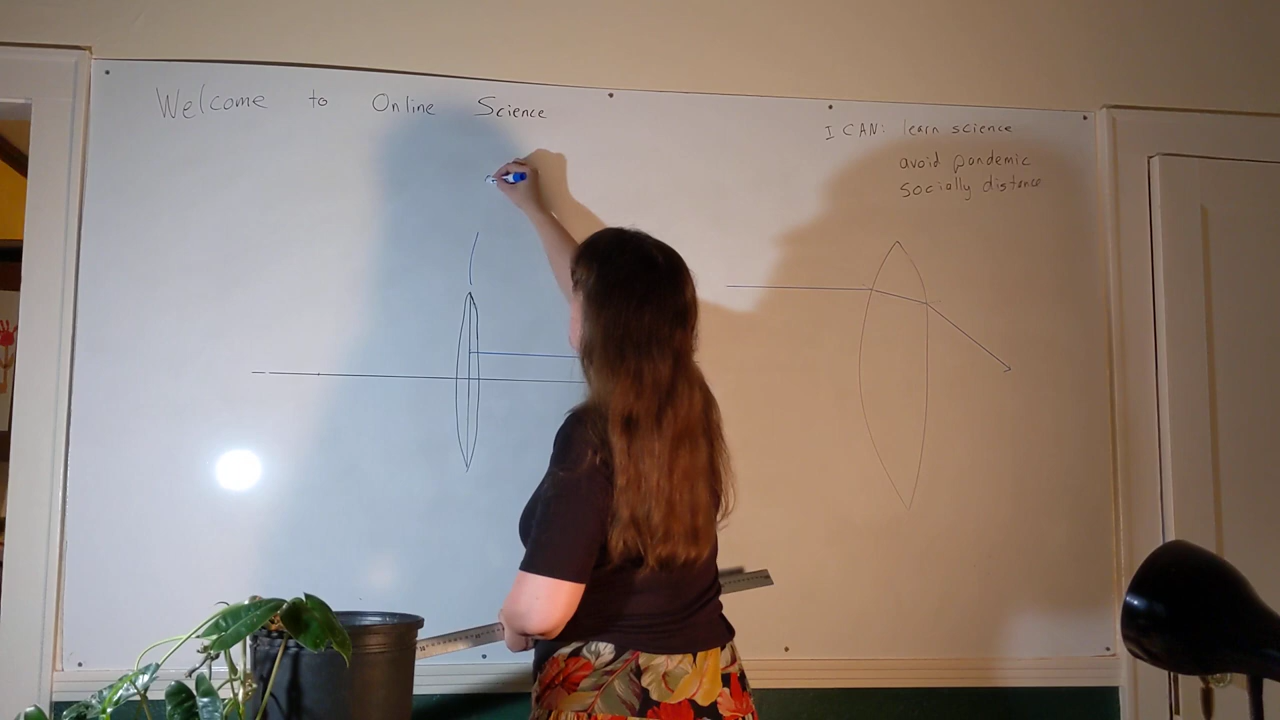 Welcome to Online Science
I CAN: learn science
avoid pandemic
socially distance